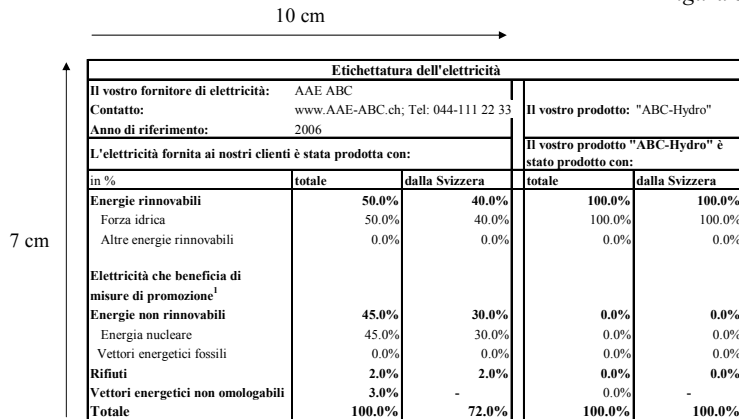 10 cm
7 cm
Etichettatura dell'elettricità
Il vostro fornitore di elettricità: AAE ABC
Contatto: www.AAE-ABC.ch; Tel: 044-111 22 33 Il vostro prodotto: "ABC-Hydro"
Anno di riferimento: 2006
L'elettricità fornita ai nostri clienti è stata prodotta con: Il vostro prodotto "ABC-Hydro" è
stato prodotto con:
in % totale dalla Svizzera totale dalla Svizzera
Energie rinnovabili 50.0% 40.0% 100.0% 100.0%
Forza idrica 50.0% 40.0% 100.0% 100.0%
Altre energie rinnovabili 0.0% 0.0% 0.0% 0.0%
Elettricità che beneficia di
misure di promozione¹
Energie non rinnovabili 45.0% 30.0% 0.0% 0.0%
Energia nucleare 45.0% 30.0% 0.0% 0.0%
Vettori energetici fossili 0.0% 0.0% 0.0% 0.0%
Rifiuti 2.0% 2.0% 0.0% 0.0%
Vettori energetici non omologabili 3.0% - 0.0% -
Totale 100.0% 72.0% 100.0% 100.0%